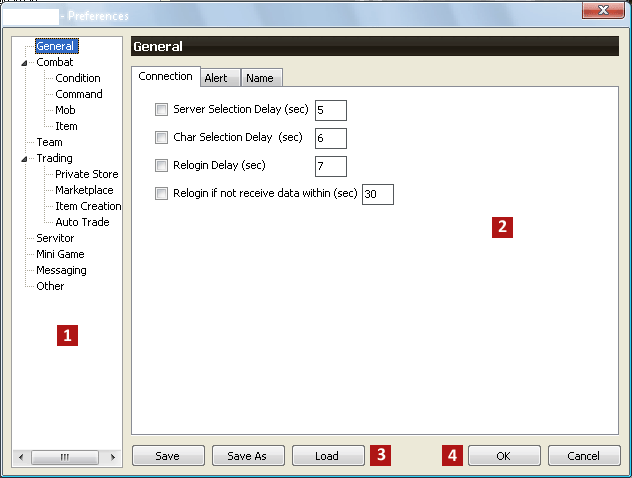 - Preferences
General
Combat
Condition
Command
Mob
Item
Team
Trading
Private Store
Marketplace
Item Creation
Auto Trade
Servitor
Mini Game
Messaging
Other
1
General
Connection Alert Name
Server Selection Delay (sec) 5
Char Selection Delay (sec) 6
Relogin Delay (sec) 7
Relogin if not receive data within (sec) 30
2
Save Save As Load 3 4 OK Cancel